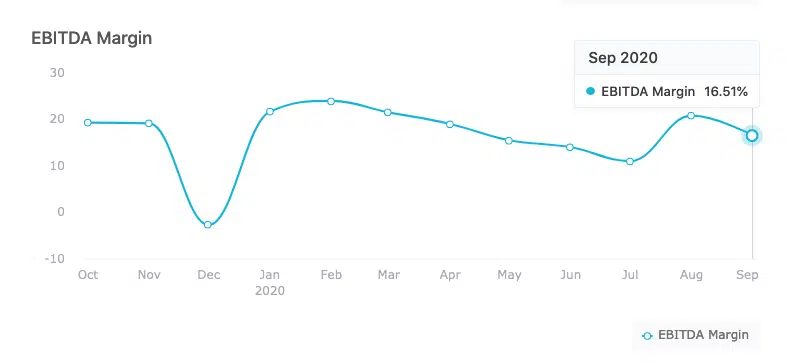 EBITDA Margin
Sep 2020
EBITDA Margin 16.51%
30
20
10
0
-10
Oct Nov Dec Jan Feb Mar Apr May Jun Jul Aug Sep
2020
EBITDA Margin